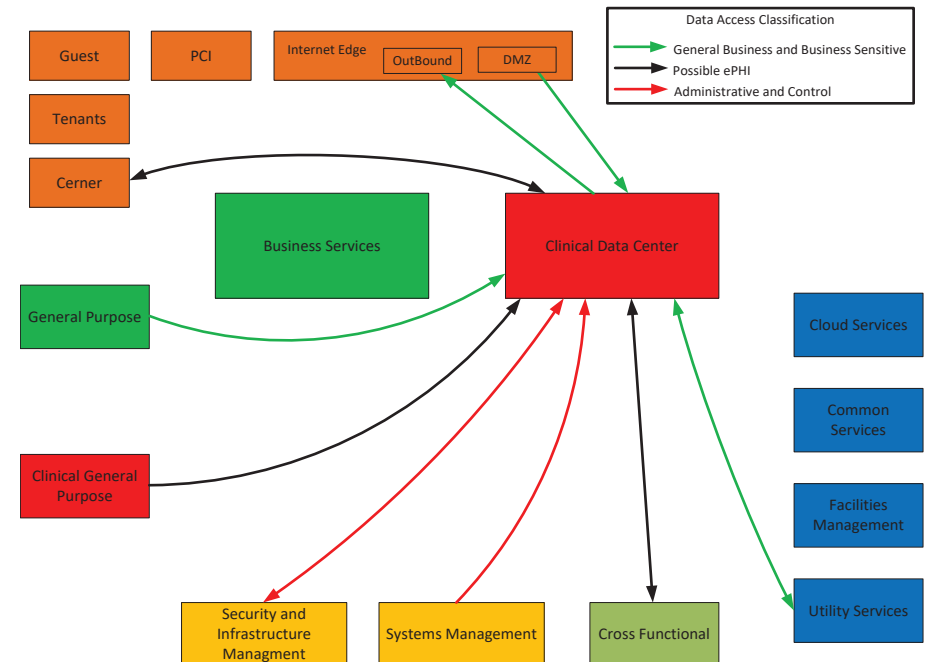 Data Access Classification
General Business and Business Sensitive
Possible ePHI
Administrative and Control
Guest
PCI
Internet Edge
OutBound
DMZ
Tenants
Cerner
Business Services
Clinical Data Center
General Purpose
Cloud Services
Common
Services
Clinical General
Purpose
Facilities
Management
Security and
Infrastructure
Managment
Systems Management
Cross Functional
Utility Services